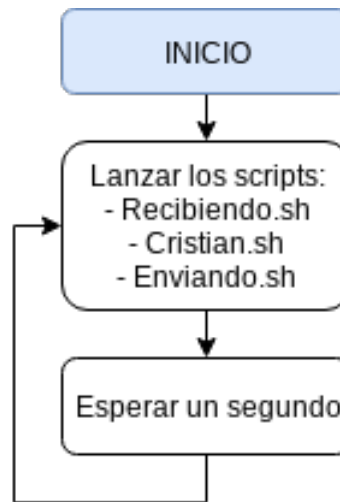 INICIO
Lanzar los scripts:
- Recibiendo.sh
- Cristian.sh
- Enviando.sh
Esperar un segundo